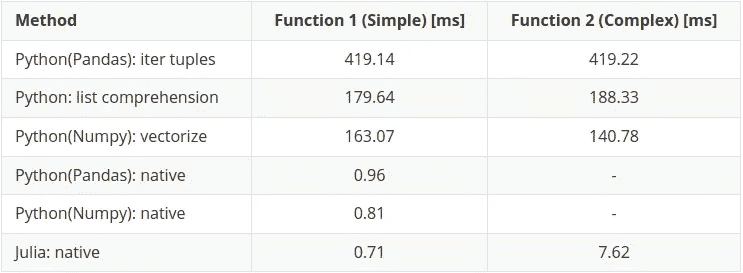 Method Function 1 (Simple) [ms] Function 2 (Complex) [ms]
Python(Pandas): iter tuples 419.14 419.22
Python: list comprehension 179.64 188.33
Python(Numpy): vectorize 163.07 140.78
Python(Pandas): native 0.96 -
Python(Numpy): native 0.81 -
Julia: native 0.71 7.62